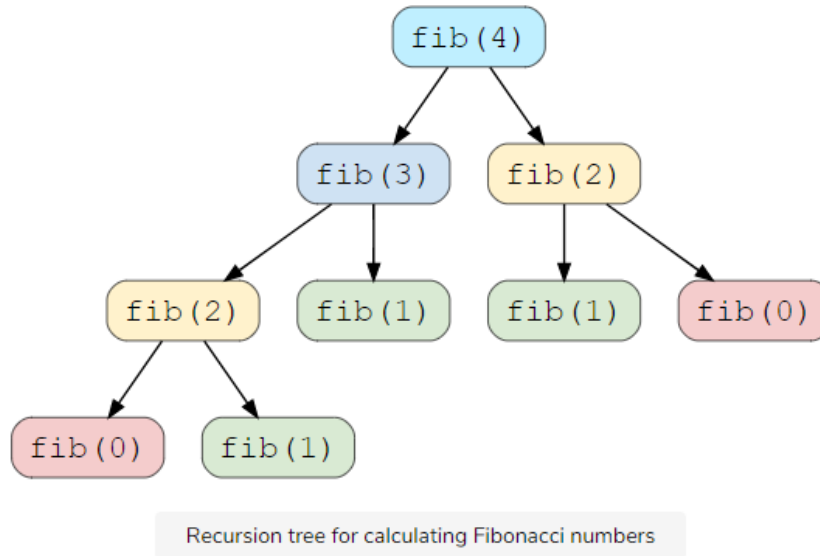 fib(4)
fib(3) fib(2)
fib(2) fib(1) fib(1) fib(0)
fib(0) fib(1)
Recursion tree for calculating Fibonacci numbers